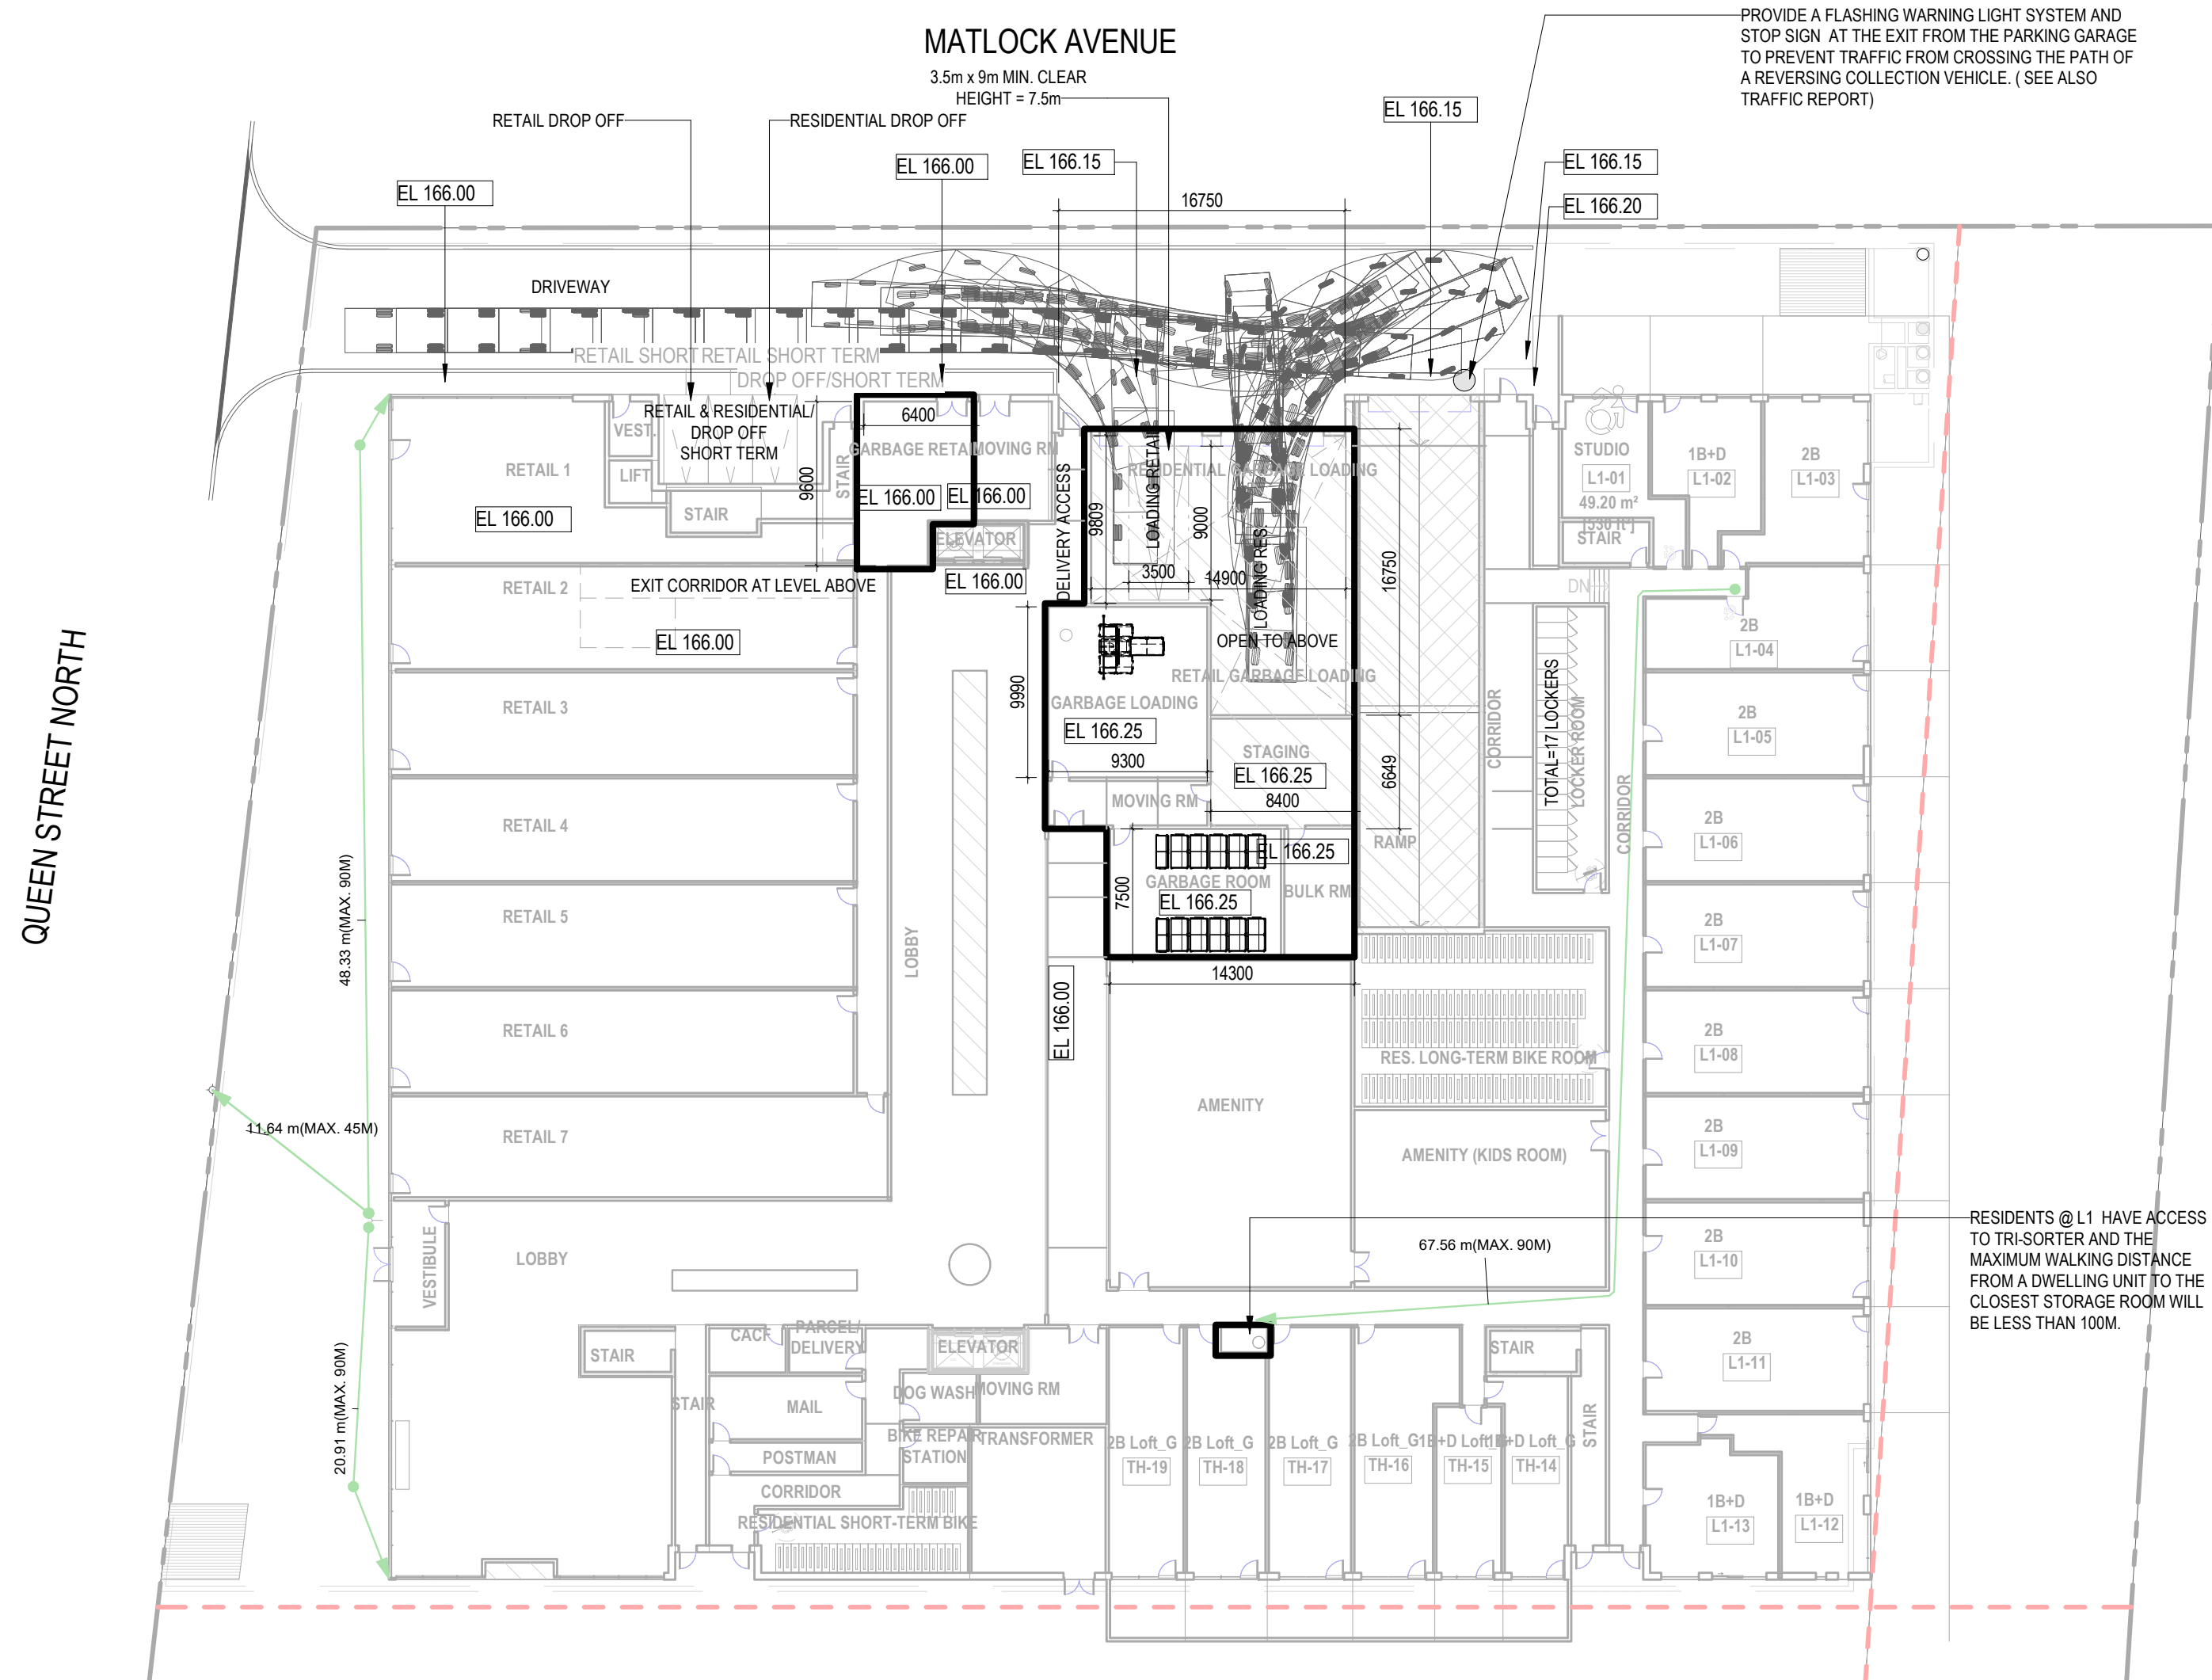 MATLOCK AVENUE
3.5m x 9m MIN. CLEAR
HEIGHT = 7.5m
PROVIDE A FLASHING WARNING LIGHT SYSTEM AND
STOP SIGN AT THE EXIT FROM THE PARKING GARAGE
TO PREVENT TRAFFIC FROM CROSSING THE PATH OF
A REVERSING COLLECTION VEHICLE. ( SEE ALSO
TRAFFIC REPORT)
RETAIL DROP OFF
RESIDENTIAL DROP OFF
EL 166.15
EL 166.00
EL 166.15
EL 166.15
EL 166.00
EL 166.20
16750
DRIVEWAY
RETAIL SHORT
RETAIL SHORT TERM
DROP OFF/SHORT TERM
RETAIL & RESIDENTIAL/
DROP OFF
SHORT TERM
VEST.
LIFT
STAIR
STAIR
9600
6400
GARBAGE RETAI
MOVING RM
EL 166.00
EL 166.00
ELEVATOR
EL 166.00
DELIVERY ACCESS
9809
LOADING RETAIL
RESIDENTIAL GARBAGE LOADING
9000
3500
14900
LOADING RES.
16750
OPEN TO ABOVE
RETAIL GARBAGE LOADING
RETAIL 1
EL 166.00
RETAIL 2
EXIT CORRIDOR AT LEVEL ABOVE
EL 166.00
RETAIL 3
RETAIL 4
RETAIL 5
RETAIL 6
RETAIL 7
QUEEN STREET NORTH
48.33 m(MAX. 90M)
11.64 m(MAX. 45M)
20.91 m(MAX. 90M)
LOBBY
9990
GARBAGE LOADING
EL 166.25
9300
STAGING
EL 166.25
8400
6649
MOVING RM
EL 166.25
GARBAGE ROOM
EL 166.25
BULK RM
7500
14300
EL 166.00
RAMP
CORRIDOR
TOTAL=17 LOCKERS
LOCKER ROOM
CORRIDOR
DN
STUDIO
L1-01
49.20 m²
[530 ft²]
STAIR
1B+D
L1-02
2B
L1-03
2B
L1-04
2B
L1-05
2B
L1-06
2B
L1-07
2B
L1-08
2B
L1-09
2B
L1-10
2B
L1-11
1B+D
L1-12
1B+D
L1-13
RES. LONG-TERM BIKE ROOM
AMENITY
AMENITY (KIDS ROOM)
67.56 m(MAX. 90M)
RESIDENTS @ L1 HAVE ACCESS
TO TRI-SORTER AND THE
MAXIMUM WALKING DISTANCE
FROM A DWELLING UNIT TO THE
CLOSEST STORAGE ROOM WILL
BE LESS THAN 100M.
VESTIBULE
LOBBY
STAIR
STAIR
CACF
PARCEL/
DELIVERY
ELEVATOR
MAIL
DOG WASH
MOVING RM
POSTMAN
BIKE REPAIR
STATION
TRANSFORMER
CORRIDOR
RESIDENTIAL SHORT-TERM BIKE
2B Loft_G
TH-19
2B Loft_G
TH-18
2B Loft_G
TH-17
2B Loft_G
TH-16
1B+D Loft
TH-15
+D Loft_G
TH-14
STAIR
STAIR